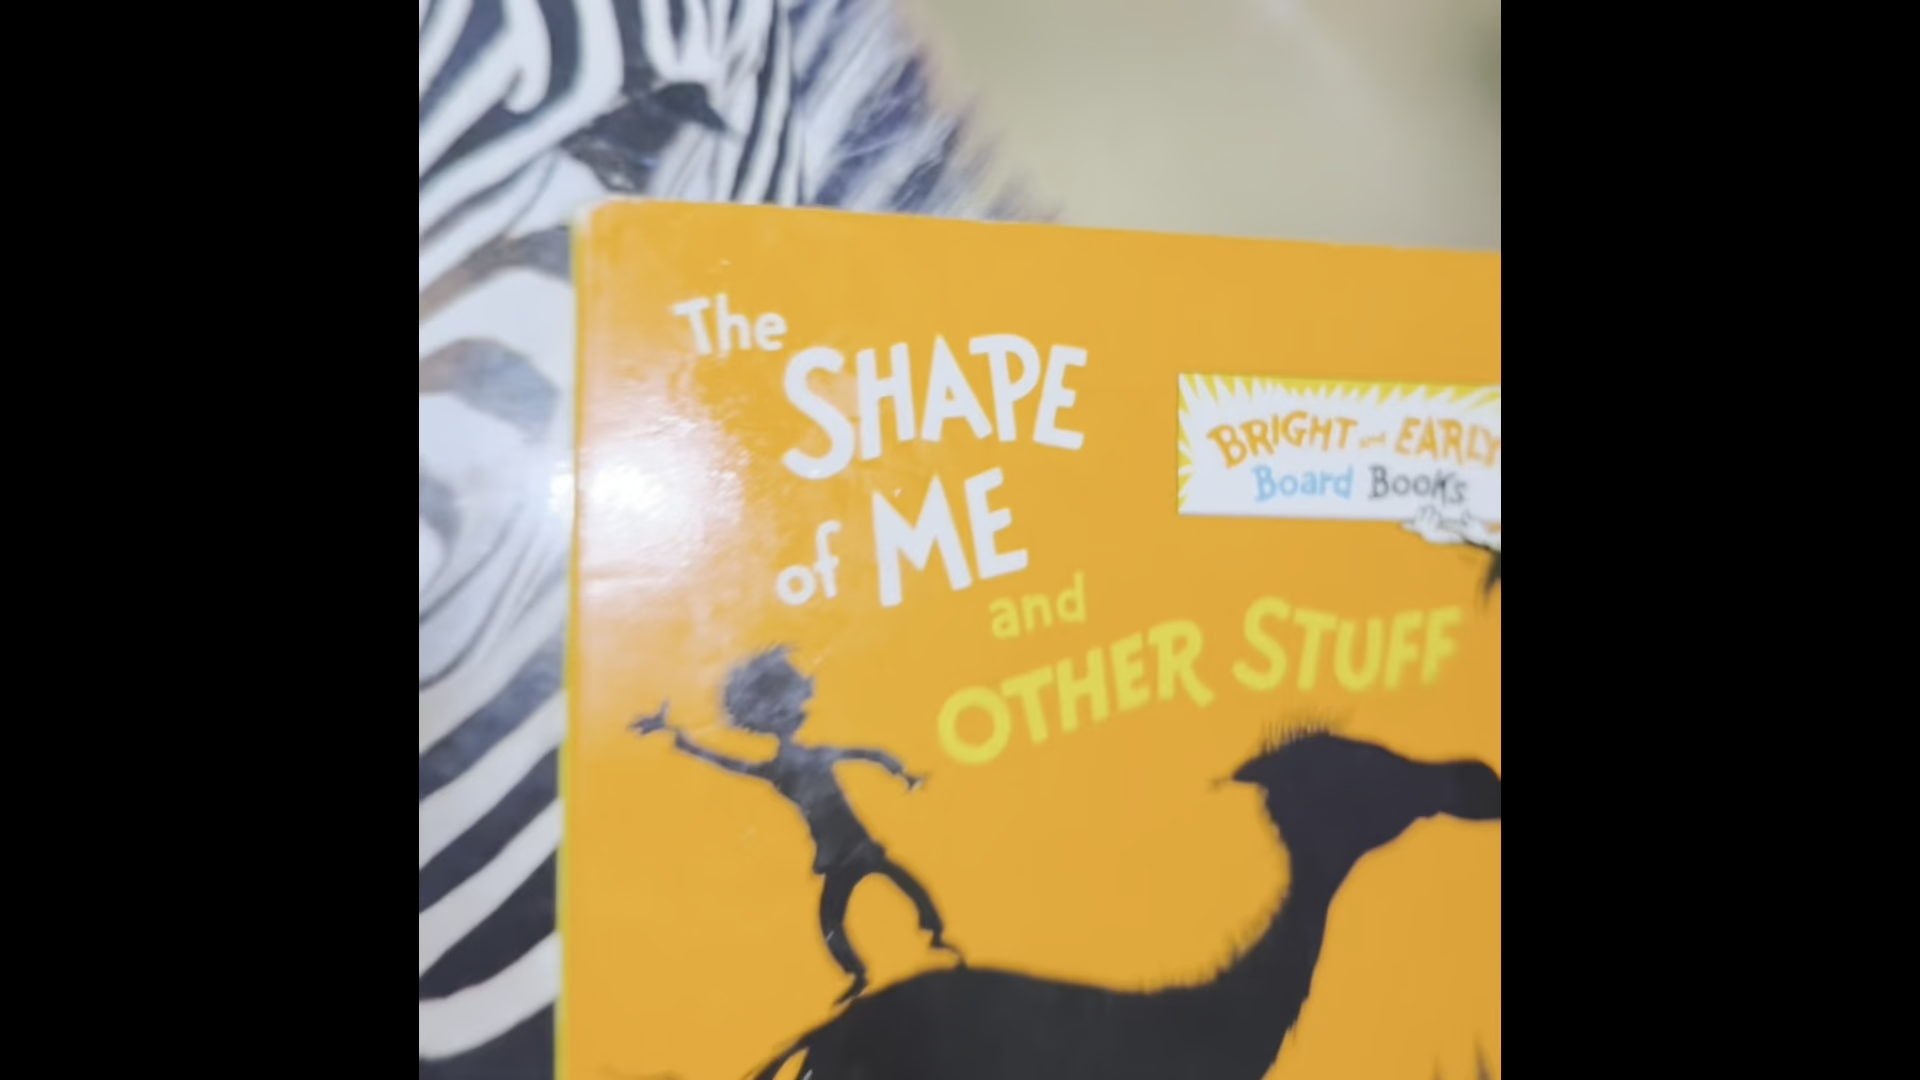 The
SHAPE
of ME
and
OTHER STUFF
BRIGHT and EARLY
Board Books